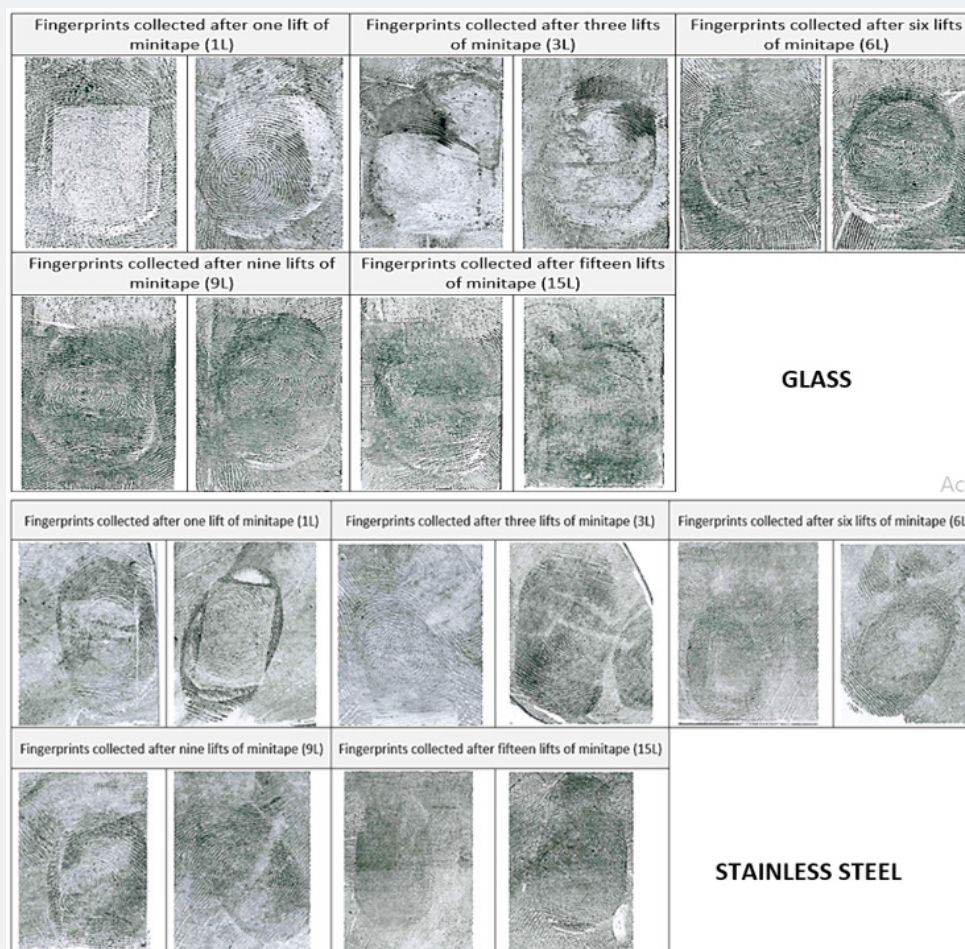 Fingerprints collected after one lift of
minitape (1L)
Fingerprints collected after three lifts
of minitape (3L)
Fingerprints collected after six lifts
of minitape (6L)
Fingerprints collected after nine lifts of
minitape (9L)
Fingerprints collected after fifteen lifts
of minitape (15L)
GLASS
Ac
Fingerprints collected after one lift of minitape (1L)
Fingerprints collected after three lifts of minitape (3L)
Fingerprints collected after six lifts of minitape (6L
Fingerprints collected after nine lifts of minitape (9L)
Fingerprints collected after fifteen lifts of minitape (15L)
STAINLESS STEEL